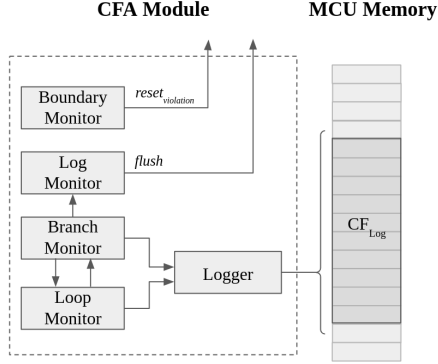 CFA Module
MCU Memory
Boundary
Monitor
reset violation
Log
Monitor
flush
Branch
Monitor
Logger
Loop
Monitor
CF Log